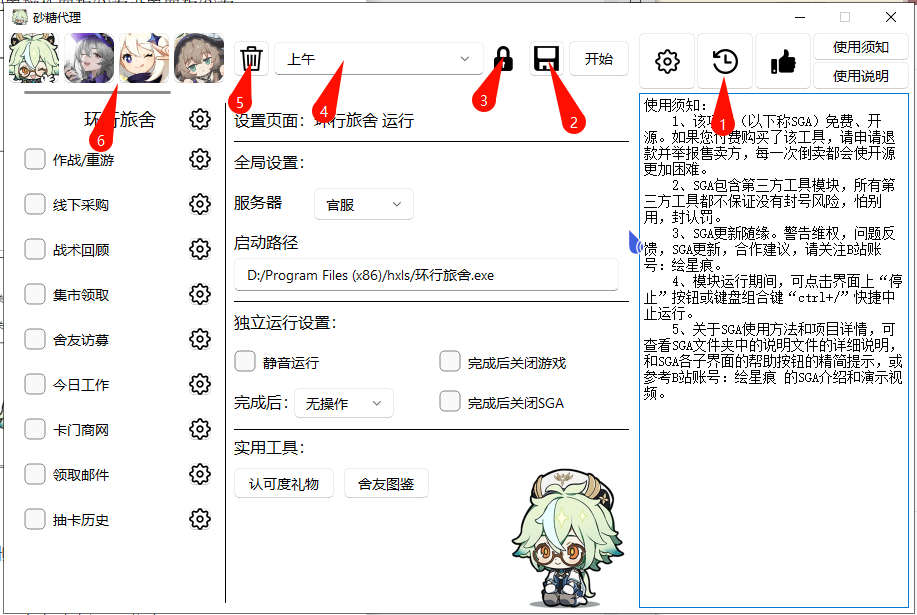 砂糖代理
上午
开始
使用须知
使用说明
1
2
3
4
5
6
环行旅舍
作战/重游
线下采购
战术回顾
集市领取
舍友访募
今日工作
卡门商网
领取邮件
抽卡历史
设置页面：环行旅舍 运行
全局设置：
服务器
官服
启动路径
D:/Program Files (x86)/hxls/环行旅舍.exe
独立运行设置：
静音运行
完成后关闭游戏
完成后：
无操作
完成后关闭SGA
实用工具：
认可度礼物
舍友图鉴
使用须知：
1、该项（以下称SGA）免费、开
源。如果您付费购买了该工具，请申请退
款并举报售卖方，每一次倒卖都会使开源
更加困难。
2、SGA包含第三方工具模块，所有第
三方工具都不保证没有封号风险，怕别
用，封认罚。
3、SGA更新随缘。警告维权，问题反
馈，SGA更新，合作建议，请关注B站账
号：绘星痕。
4、模块运行期间，可点击界面上“停
止”按钮或键盘组合键“ctrl+/”快捷中
止运行。
5、关于SGA使用方法和项目详情，可
查看SGA文件夹中的说明文件的详细说明，
和SGA各子界面的帮助按钮的精简提示，或
参考B站账号：绘星痕 的SGA介绍和演示视
频。